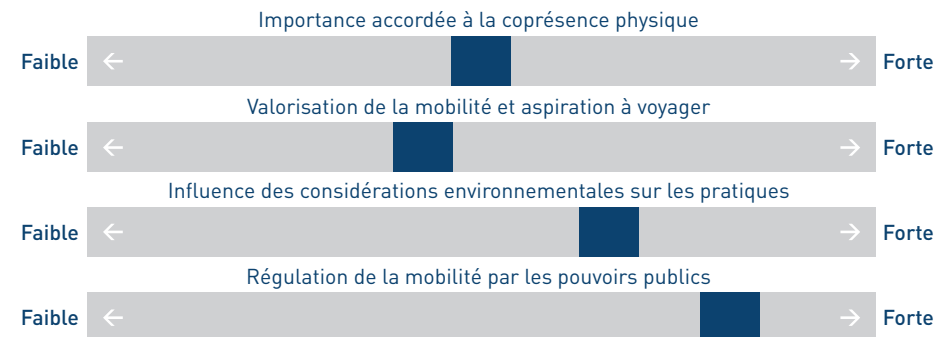 Importance accordée à la coprésence physique
Faible ← → Forte
Valorisation de la mobilité et aspiration à voyager
Faible ← → Forte
Influence des considérations environnementales sur les pratiques
Faible ← → Forte
Régulation de la mobilité par les pouvoirs publics
Faible ← → Forte